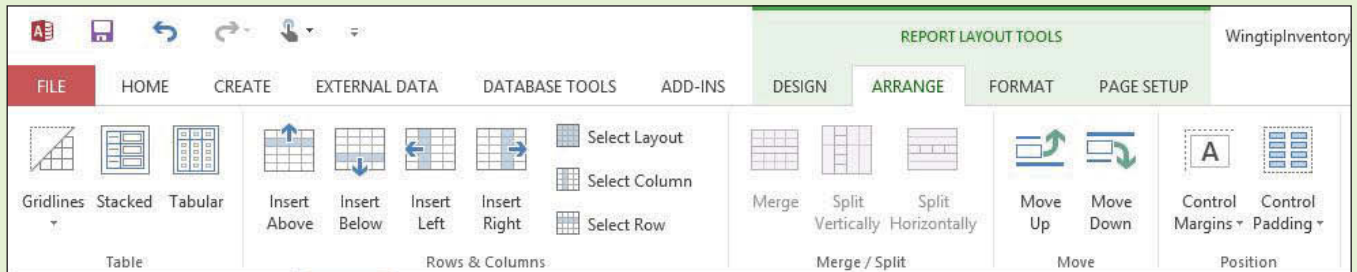 REPORT LAYOUT TOOLS WingtipInventory
FILE HOME CREATE EXTERNAL DATA DATABASE TOOLS ADD-INS DESIGN ARRANGE FORMAT PAGE SETUP
Gridlines Stacked Tabular
Insert Above
Insert Below
Insert Left
Insert Right
Select Layout
Select Column
Select Row
Merge
Split Vertically
Split Horizontally
Move Up
Move Down
A
Control Margins
Control Padding
Table Rows & Columns Merge / Split Move Position